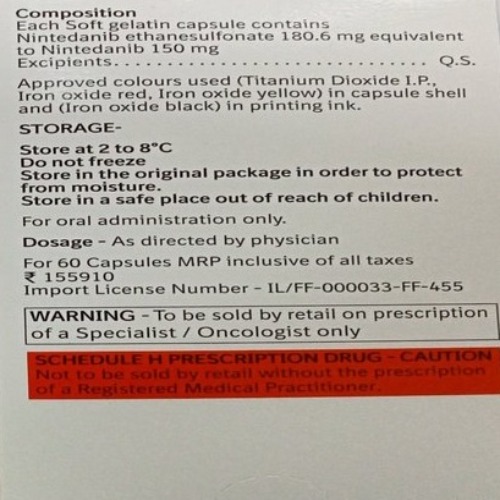 Composition
Each Soft gelatin capsule contains
Nintedanib ethanesulfonate 180.6 mg equivalent
to Nintedanib 150 mg
Excipients.............................. Q.S.
Approved colours used (Titanium Dioxide I.P.,
Iron oxide red, Iron oxide yellow) in capsule shell
and (Iron oxide black) in printing ink.
STORAGE-
Store at 2 to 8°C
Do not freeze
Store in the original package in order to protect
from moisture.
Store in a safe place out of reach of children.
For oral administration only.
Dosage - As directed by physician
For 60 Capsules MRP inclusive of all taxes
₹ 155910
Import License Number - IL/FF-000033-FF-455
WARNING - To be sold by retail on prescription
of a Specialist / Oncologist only
SCHEDULE H PRESCRIPTION DRUG - CAUTION
Not to be sold by retail without the prescription
of a Registered Medical Practitioner.